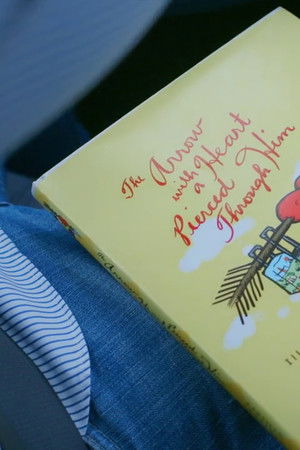 The Arrow
with a Heart
Pierced
Through Him